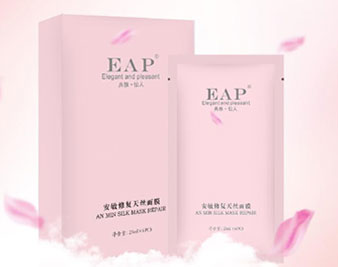 EAP®
Elegant and pleasant
安敏修复天丝面膜
AN MIN SILK MASK REPAIR
EAP®
Elegant and pleasant
安敏修复天丝面膜
AN MIN SILK MASK REPAIR